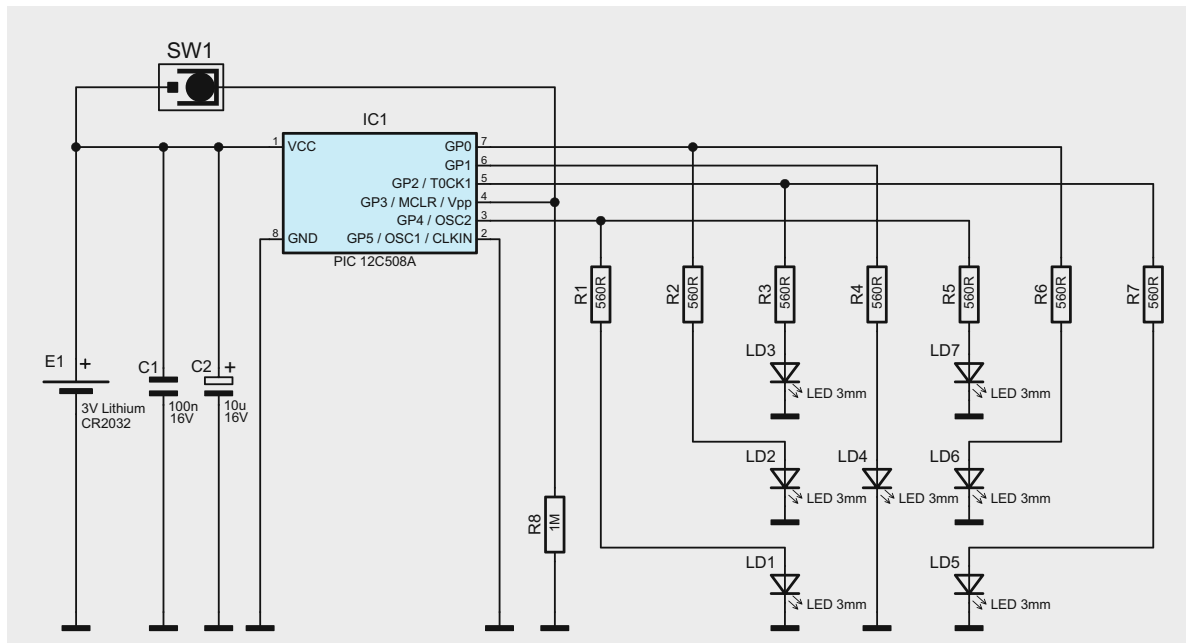 SW1
IC1
1 VCC
GP0 7
GP1 6
GP2 / T0CK1 5
GP3 / MCLR / Vpp 4
GP4 / OSC2 3
8 GND
GP5 / OSC1 / CLKIN 2
PIC 12C508A
R1 560R
R2 560R
R3 560R
R4 560R
R5 560R
R6 560R
R7 560R
E1 +
3V Lithium
CR2032
C1
100n
16V
C2 +
10u
16V
LD3
LED 3mm
LD7
LED 3mm
LD2
LED 3mm
LD4
LED 3mm
LD6
LED 3mm
R8 1M
LD1
LED 3mm
LD5
LED 3mm